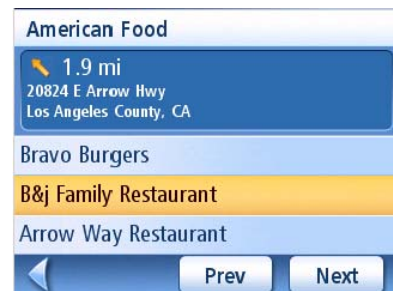 American Food
1.9 mi
20824 E Arrow Hwy
Los Angeles County, CA
Bravo Burgers
B&j Family Restaurant
Arrow Way Restaurant
Prev Next